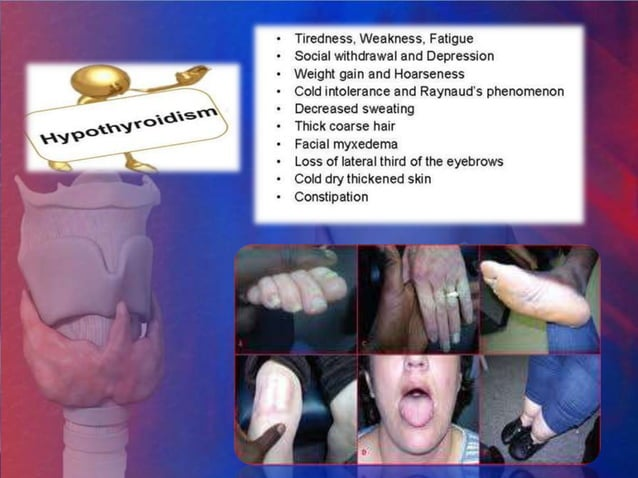 Hypothyroidism
• Tiredness, Weakness, Fatigue
• Social withdrawal and Depression
• Weight gain and Hoarseness
• Cold intolerance and Raynaud's phenomenon
• Decreased sweating
• Thick coarse hair
• Facial myxedema
• Loss of lateral third of the eyebrows
• Cold dry thickened skin
• Constipation
a
c
b